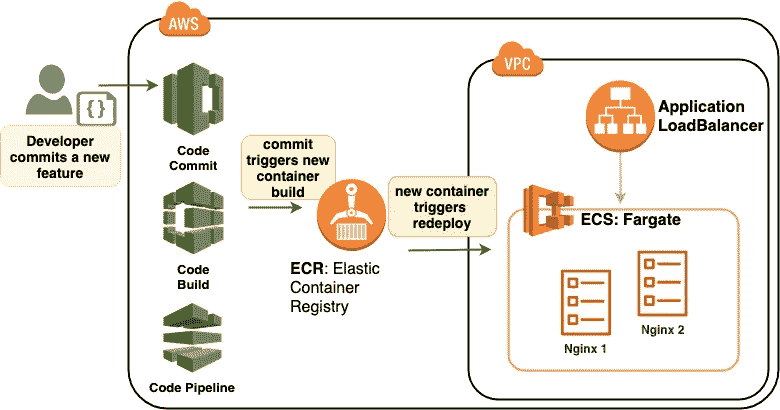 AWS
{ }
Developer
commits a new
feature
Code
Commit
commit
triggers new
container
build
Code
Build
Code Pipeline
ECR: Elastic
Container
Registry
new container
triggers
redeploy
VPC
Application
LoadBalancer
ECS: Fargate
Nginx 1
Nginx 2